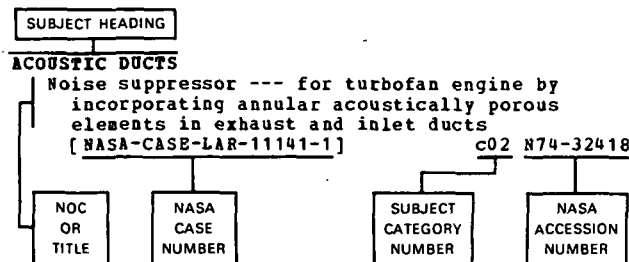 SUBJECT HEADING
ACOUSTIC DUCTS
Noise suppressor --- for turbofan engine by
incorporating annular acoustically porous
elements in exhaust and inlet ducts
[NASA-CASE-LAR-11141-1] c02 N74-32418
NOC
OR
TITLE
NASA
CASE
NUMBER
SUBJECT
CATEGORY
NUMBER
NASA
ACCESSION
NUMBER